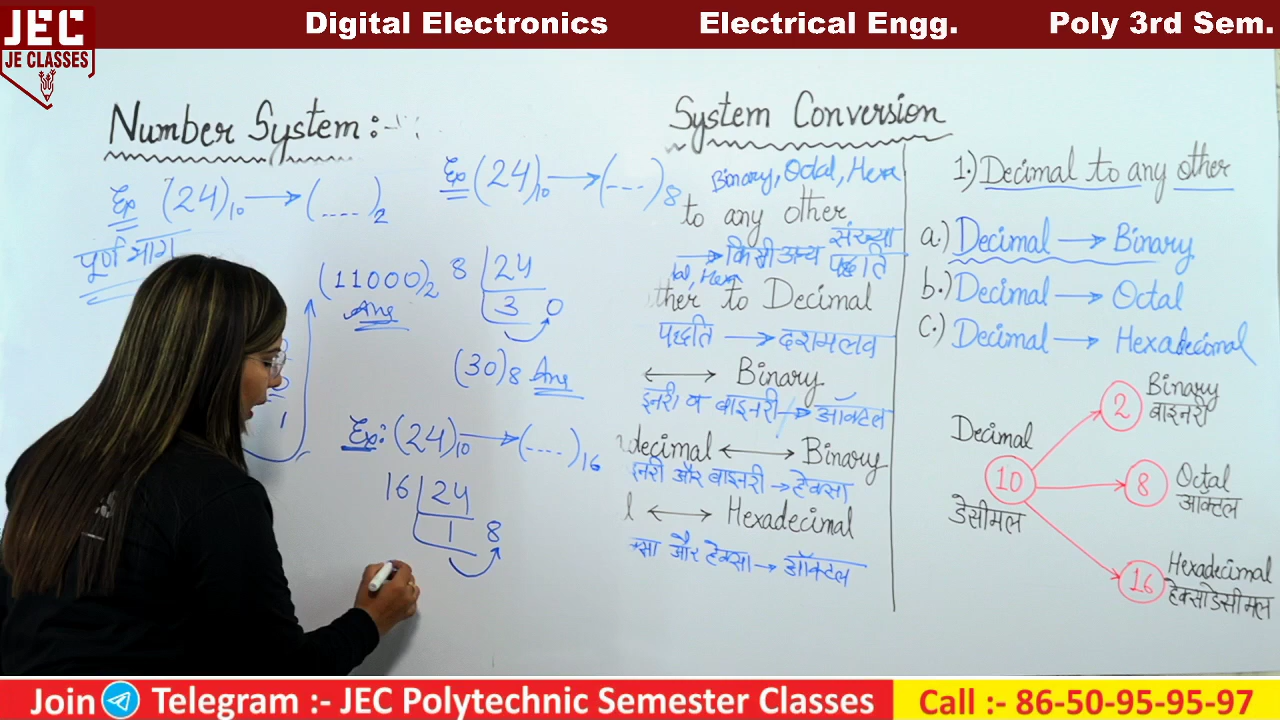 JEC
JE CLASSES
Digital Electronics Electrical Engg. Poly 3rd Sem.
Number System:-
Ex (24)10 → (....)2
पूर्ण भाग
2
1
(11000)2
Ans
Ex (24)10 → (---)8
8 24
3 0
(30)8 Ans
Ex: (24)10 → (....)16
16 24
1 8
System Conversion
Binary, Octal, Hexa
to any other
संख्या
→ किसी अन्य पद्धति
ther to Decimal
पद्धति → दशमलव
↔ Binary
इनरी व बाइनरी → ऑक्टल
decimal ↔ Binary
इनरी और बाइनरी → हेक्सा
l ↔ Hexadecimal
क्सा और हेक्सा → ऑक्टल
1.) Decimal to any other
a.) Decimal → Binary
b.) Decimal → Octal
C.) Decimal → Hexadecimal
Decimal
10
डेसीमल
2
Binary
बाइनरी
8
Octal
ऑक्टल
16
Hexadecimal
हेक्साडेसीमल
Join Telegram :- JEC Polytechnic Semester Classes
Call :- 86-50-95-95-97